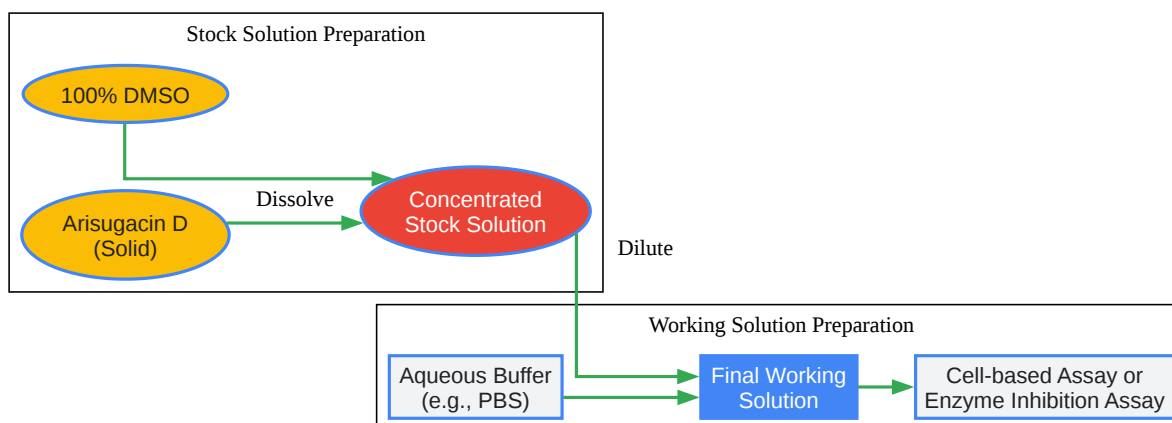 Stock Solution Preparation
100% DMSO
Arisugacin D
(Solid)
Dissolve
Concentrated
Stock Solution
Dilute
Working Solution Preparation
Aqueous Buffer
(e.g., PBS)
Final Working
Solution
Cell-based Assay or
Enzyme Inhibition Assay